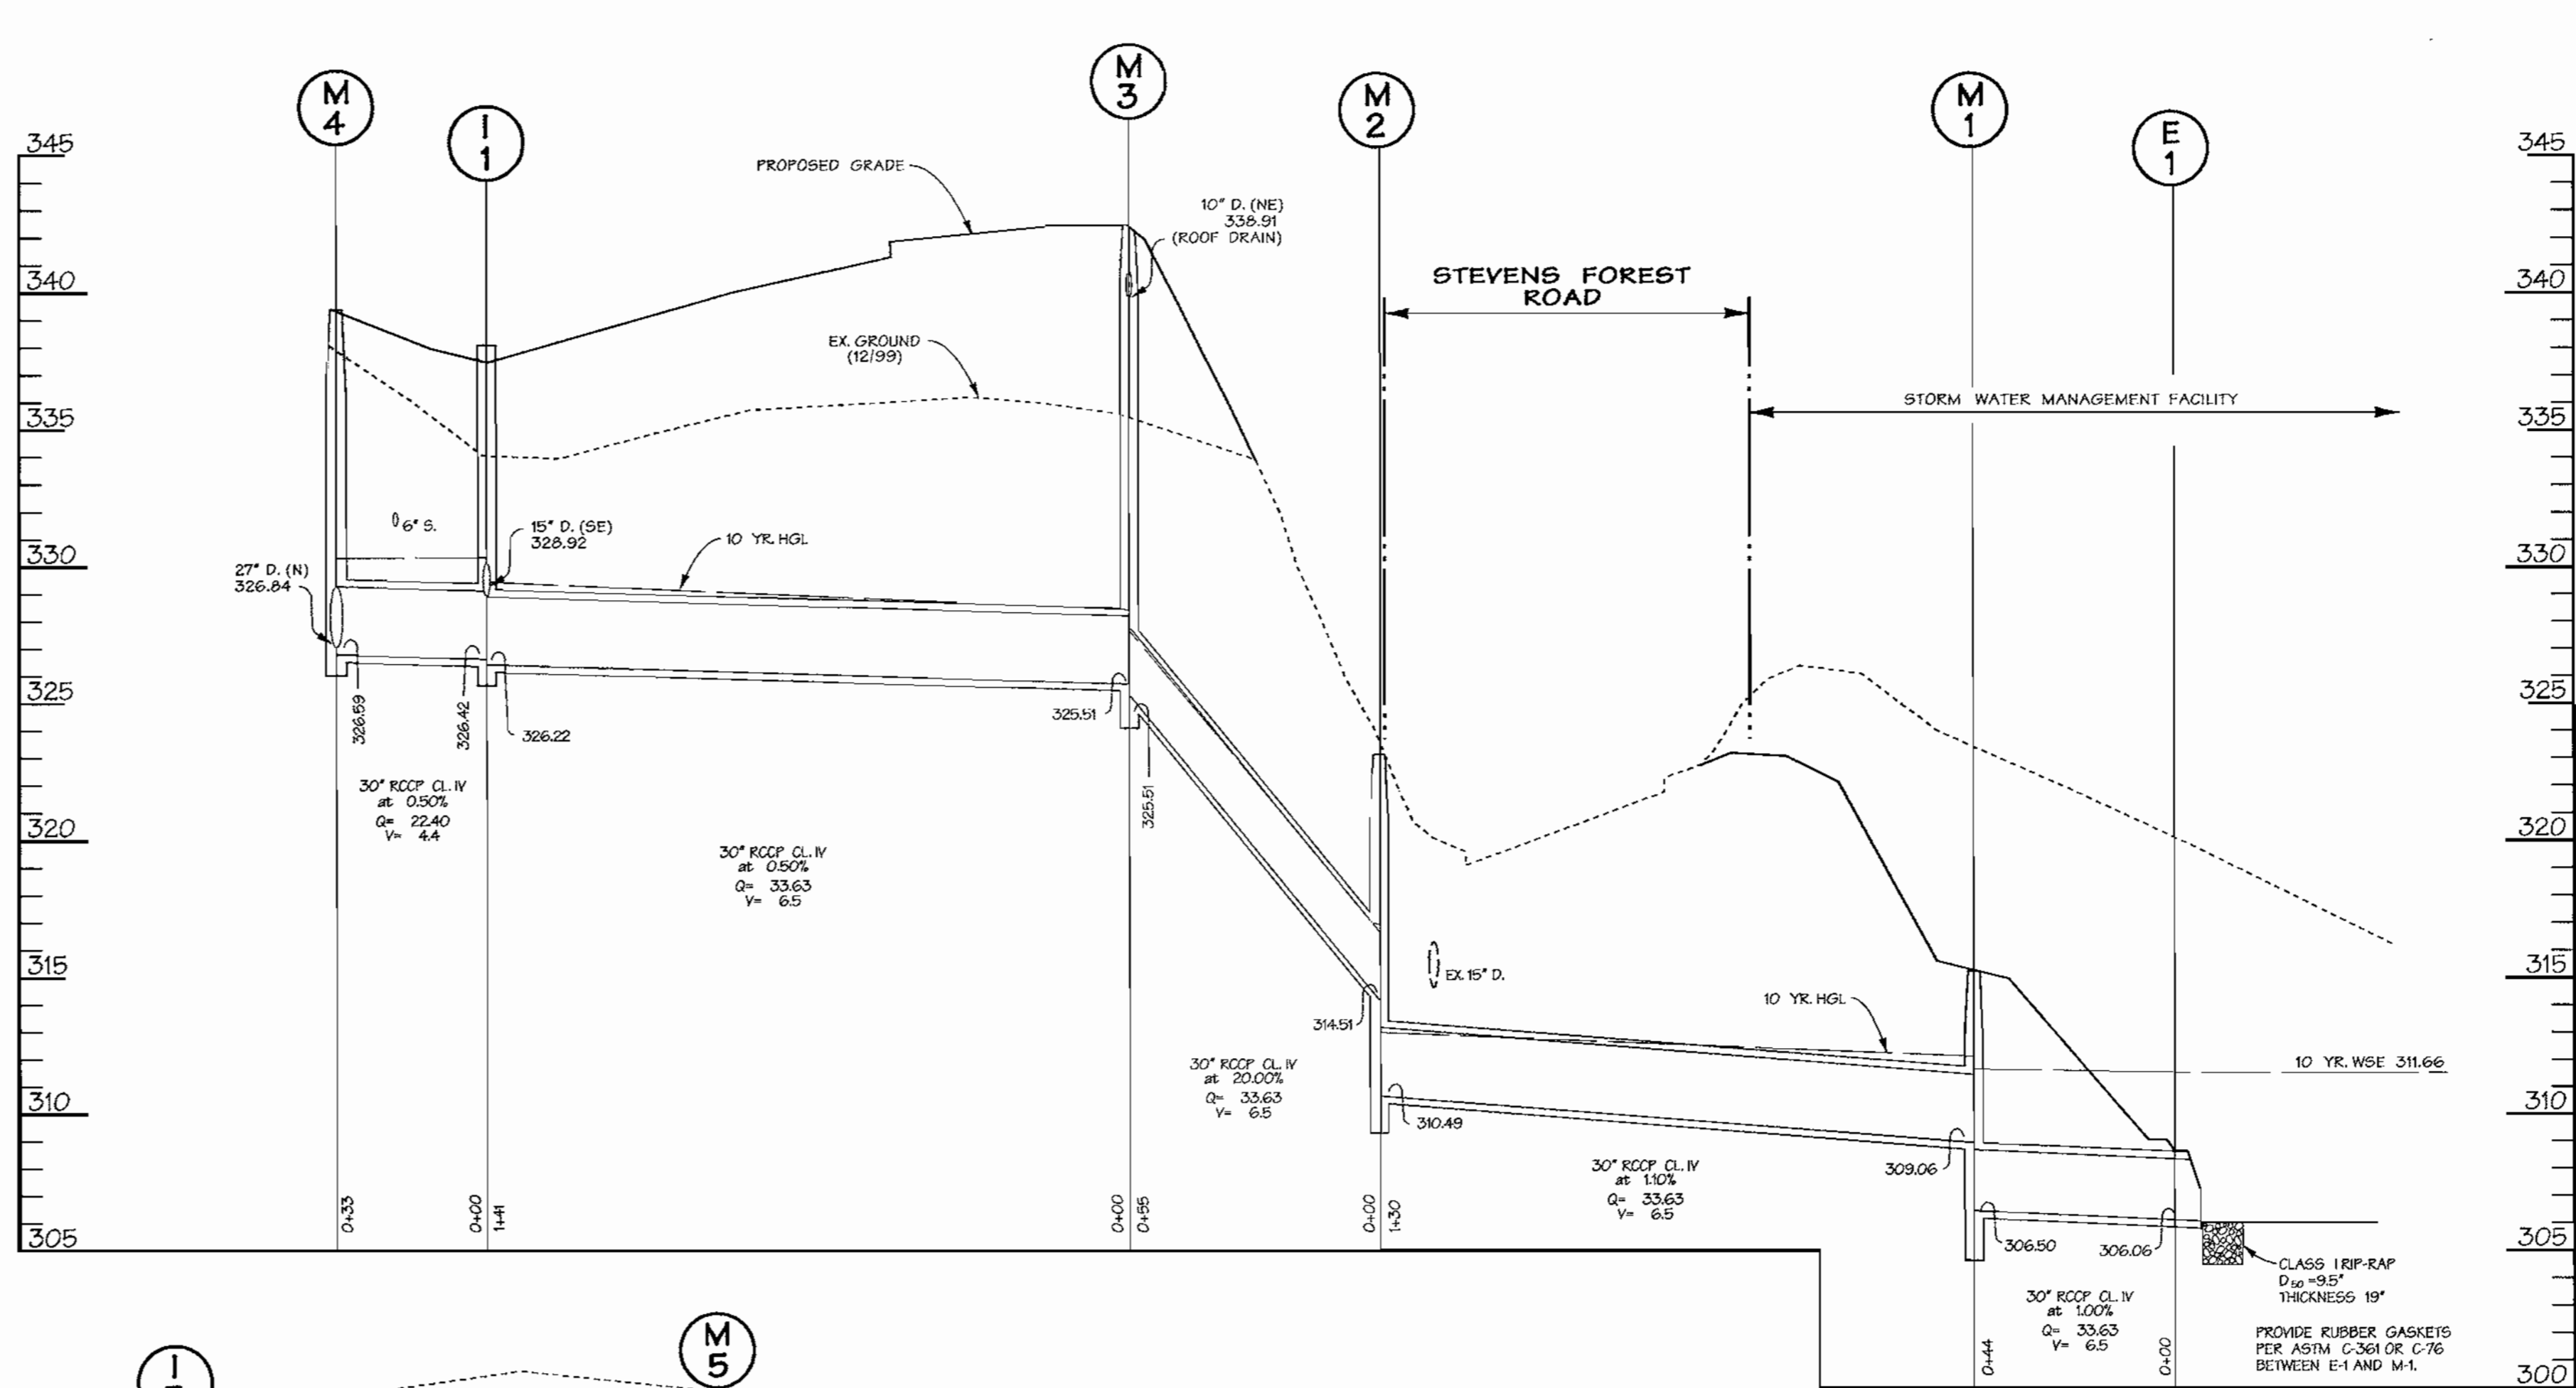 M
4
I
1
M
3
M
2
M
1
E
1
345
340
335
330
325
320
315
310
305
345
340
335
330
325
320
315
310
305
300
PROPOSED GRADE
10" D. (NE)
338.91
(ROOF DRAIN)
STEVENS FOREST
ROAD
EX. GROUND
(12/99)
STORM WATER MANAGEMENT FACILITY
6" S.
15" D. (SE)
328.92
10 YR. HGL
27" D. (N)
326.84
326.59
326.42
326.22
325.51
325.51
30" RCCP CL. IV
at 0.50%
Q= 22.40
V= 4.4
30" RCCP CL. IV
at 0.50%
Q= 33.63
V= 6.5
EX. 15" D.
314.51
10 YR. HGL
30" RCCP CL. IV
at 20.00%
Q= 33.63
V= 6.5
10 YR. WSE 311.66
310.49
309.06
30" RCCP CL. IV
at 1.10%
Q= 33.63
V= 6.5
0+33
0+00
1+41
0+00
0+55
0+00
1+30
306.50
306.06
CLASS I RIP-RAP
D50 =9.5"
THICKNESS 19"
30" RCCP CL. IV
at 1.00%
Q= 33.63
V= 6.5
0+44
0+00
PROVIDE RUBBER GASKETS
PER ASTM C-361 OR C-76
BETWEEN E-1 AND M-1.
I
M
5